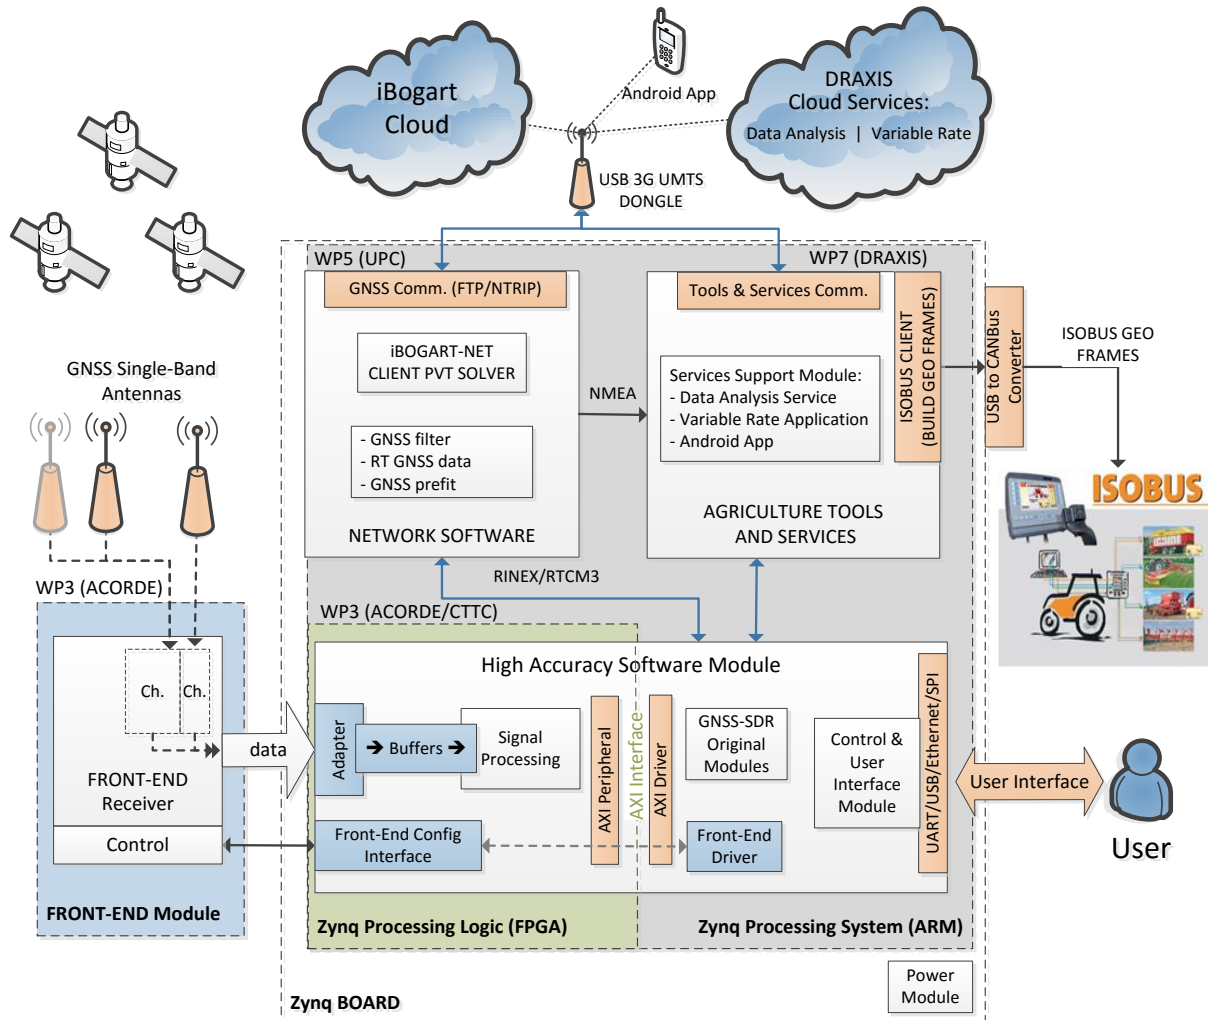 iBogart
Cloud
Android App
DRAXIS
Cloud Services:
Data Analysis | Variable Rate
USB 3G UMTS
DONGLE
WP5 (UPC)
WP7 (DRAXIS)
GNSS Comm. (FTP/NTRIP)
Tools & Services Comm.
iBOGART-NET
CLIENT PVT SOLVER
- GNSS filter
- RT GNSS data
- GNSS prefit
NETWORK SOFTWARE
NMEA
Services Support Module:
- Data Analysis Service
- Variable Rate Application
- Android App
AGRICULTURE TOOLS
AND SERVICES
ISOBUS CLIENT
(BUILD GEO FRAMES)
USB to CANBus
Converter
ISOBUS GEO
FRAMES
ISOBUS
GNSS Single-Band
Antennas
WP3 (ACORDE)
Ch.
Ch.
FRONT-END
Receiver
Control
FRONT-END Module
data
RINEX/RTCM3
WP3 (ACORDE/CTTC)
High Accuracy Software Module
Adapter
➔ Buffers ➔
Signal
Processing
AXI Peripheral
AXI Interface
AXI Driver
GNSS-SDR
Original
Modules
Control &
User
Interface
Module
UART/USB/Ethernet/SPI
Front-End Config
Interface
Front-End
Driver
User Interface
User
Zynq Processing Logic (FPGA)
Zynq Processing System (ARM)
Power
Module
Zynq BOARD